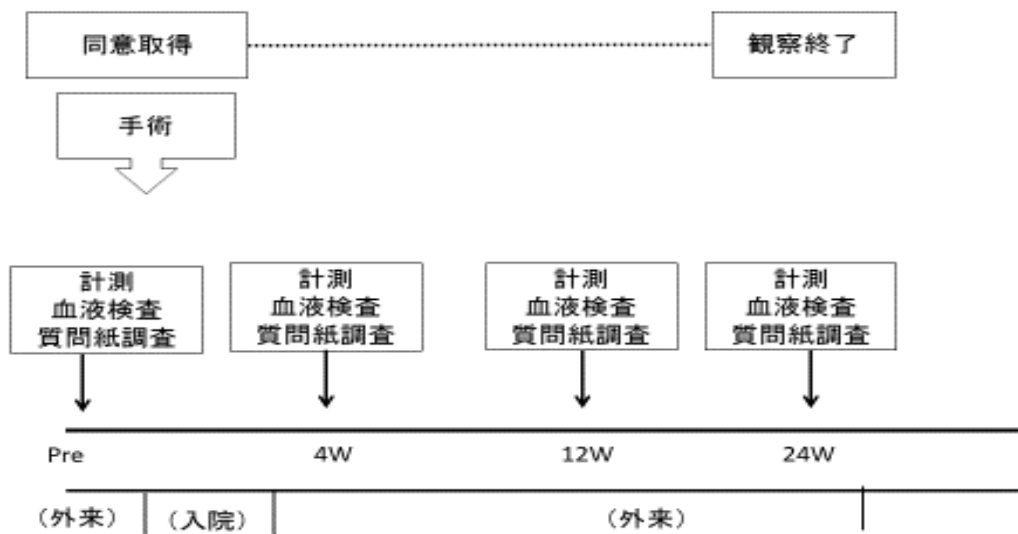 同意取得
観察終了
手術
計測
血液検査
質問紙調査
計測
血液検査
質問紙調査
計測
血液検査
質問紙調査
計測
血液検査
質問紙調査
Pre
4W
12W
24W
(外来)
(入院)
(外来)